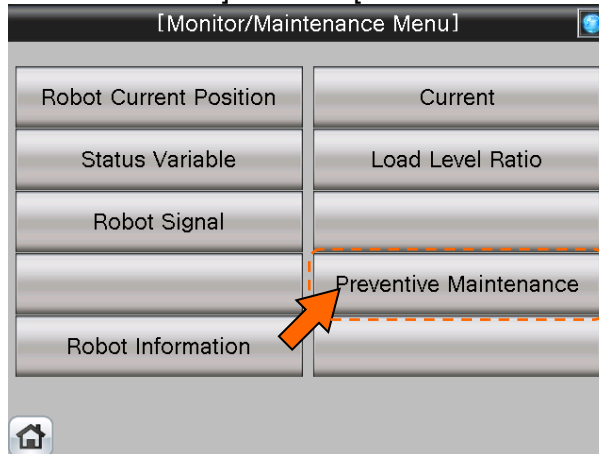 [Monitor/Maintenance Menu]
Robot Current Position
Current
Status Variable
Load Level Ratio
Robot Signal
Preventive Maintenance
Robot Information